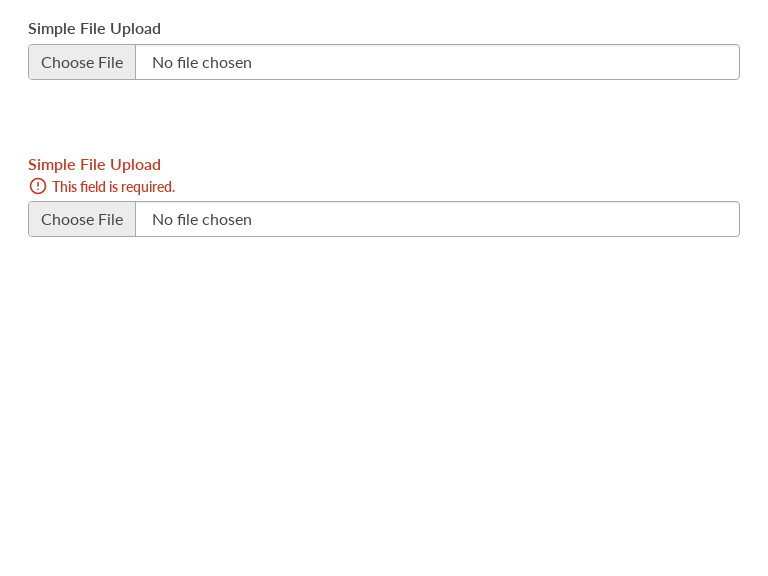 Simple File Upload
Choose File No file chosen
Simple File Upload
This field is required.
Choose File No file chosen